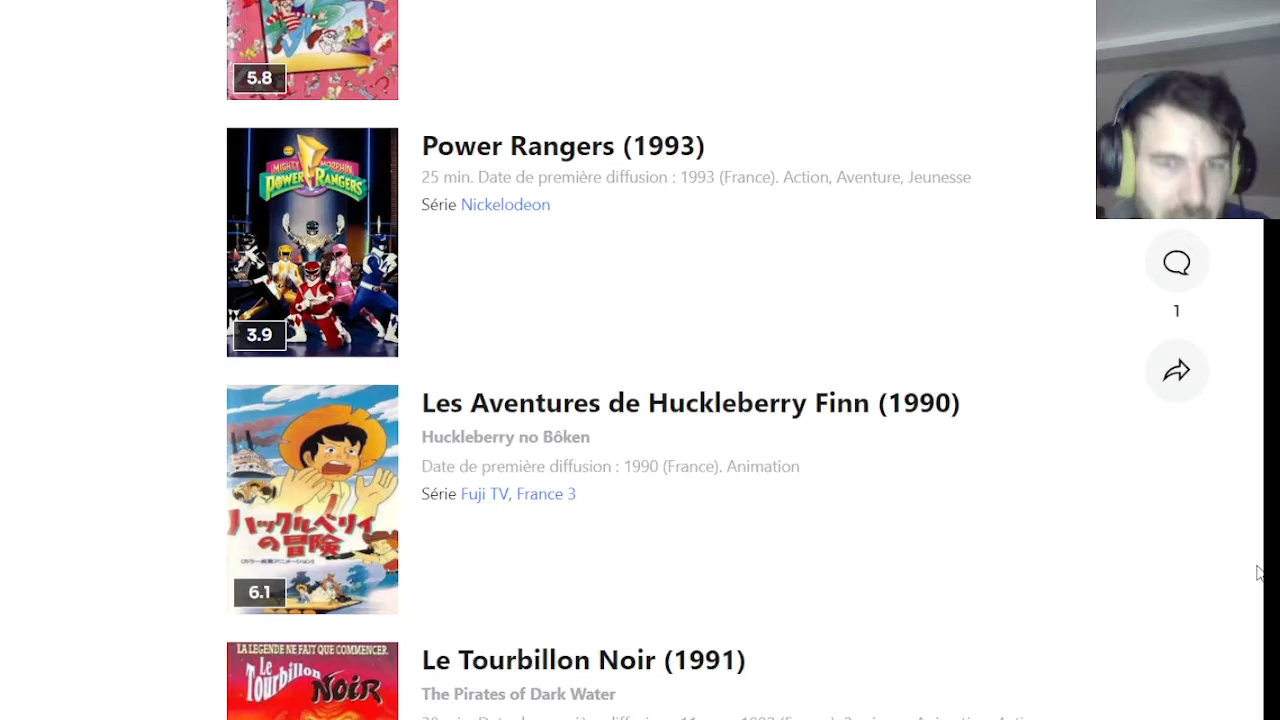 5.8
MIGHTY MORPHIN
POWER RANGERS
3.9
Power Rangers (1993)
25 min. Date de première diffusion : 1993 (France). Action, Aventure, Jeunesse
Série Nickelodeon
1
ハックルベリィ
の冒険
6.1
Les Aventures de Huckleberry Finn (1990)
Huckleberry no Bôken
Date de première diffusion : 1990 (France). Animation
Série Fuji TV, France 3
LA LEGENDE NE FAIT QUE COMMENCER.
Le
Tourbillon
NOIR
Le Tourbillon Noir (1991)
The Pirates of Dark Water